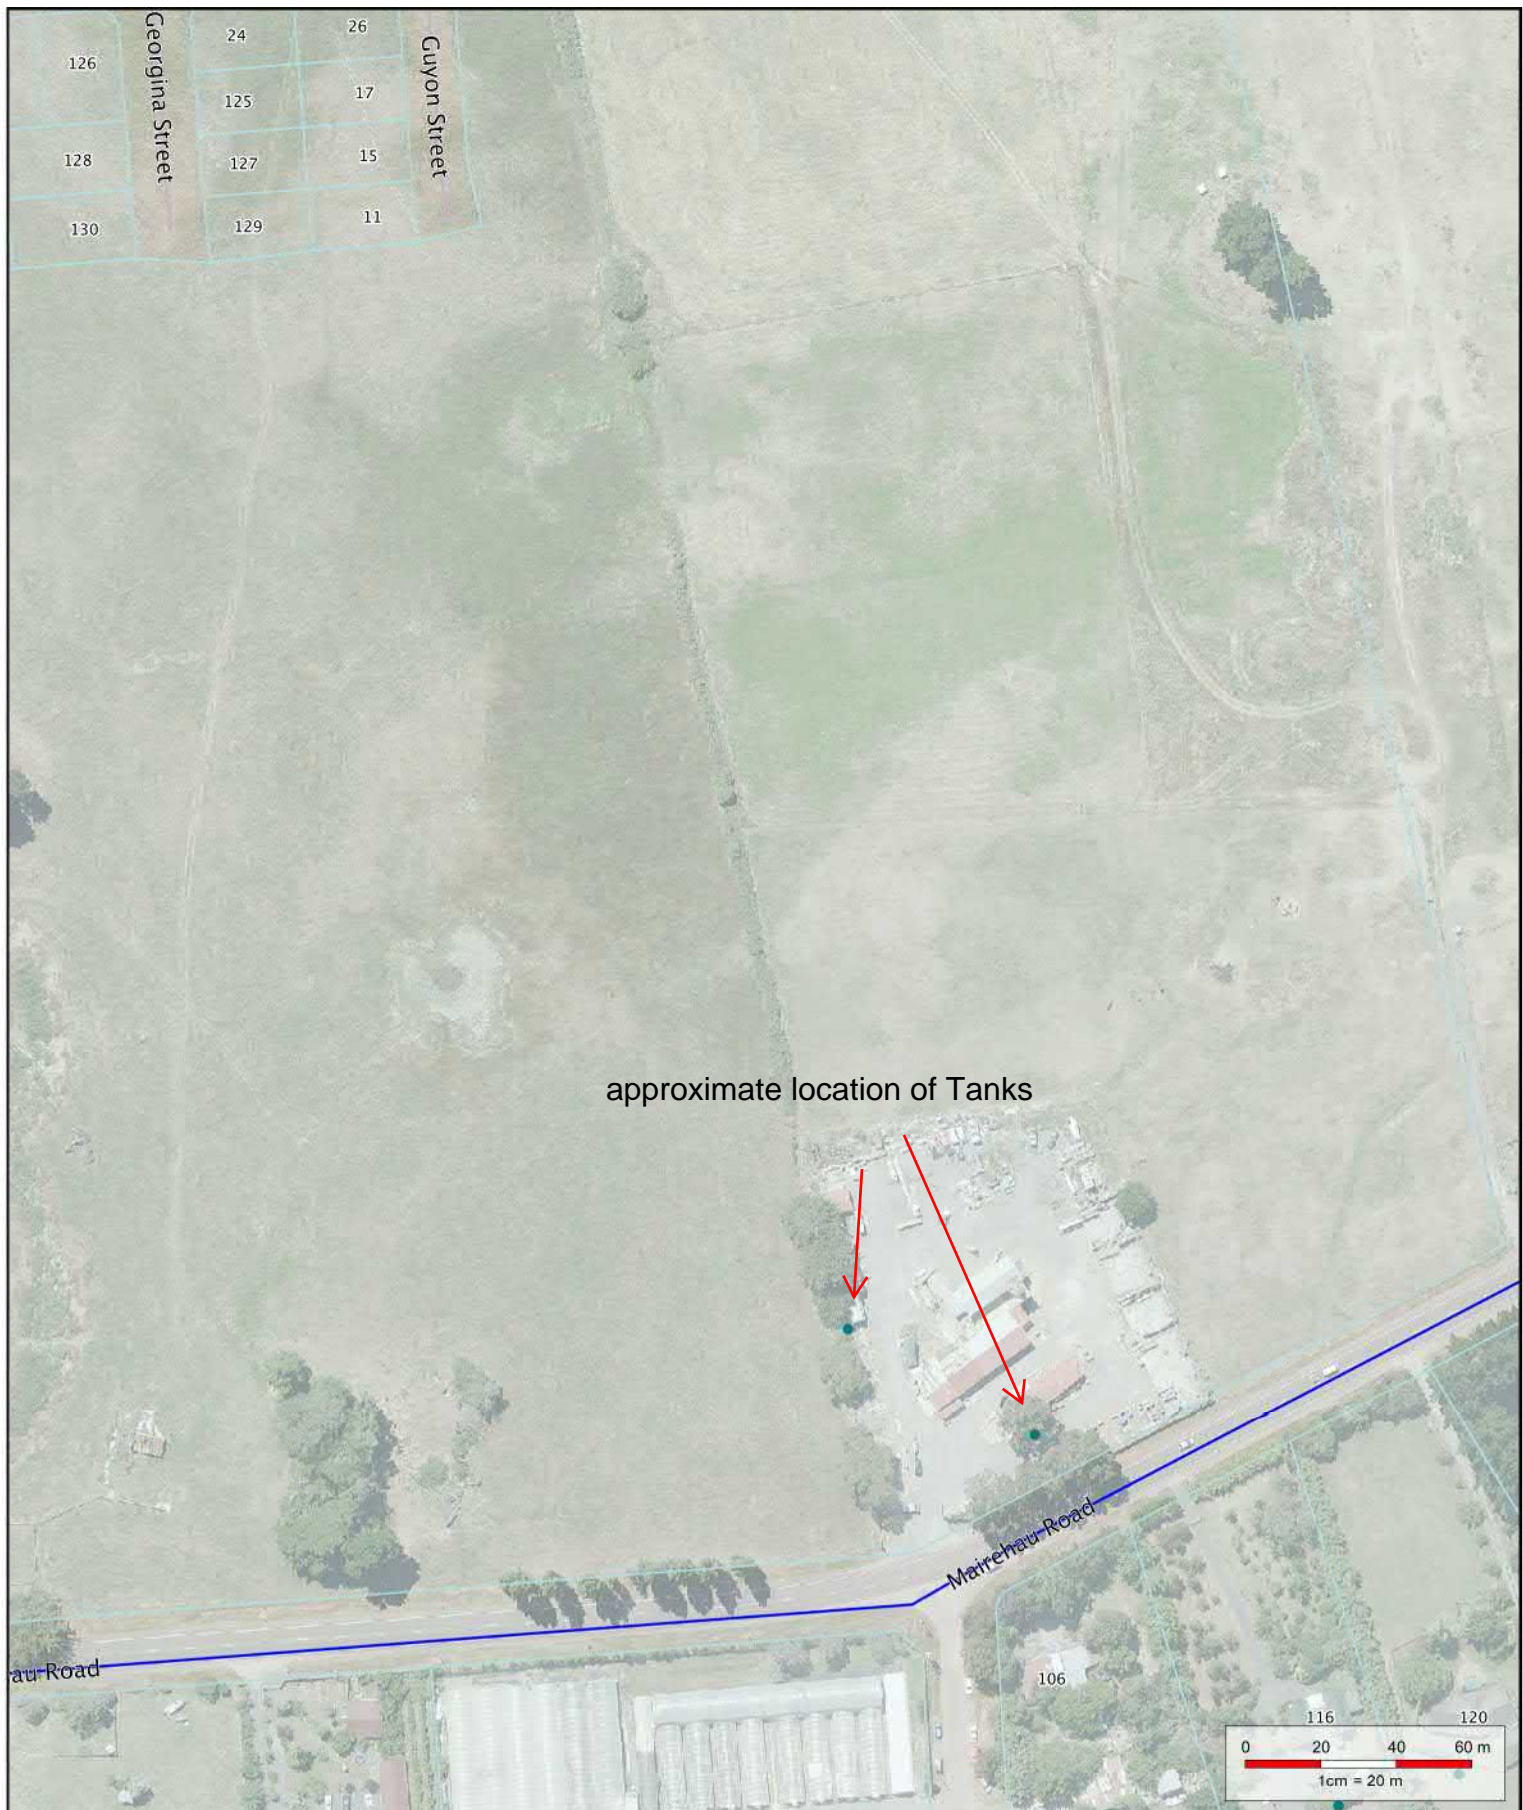 126
24
26
Georgina Street
Guyon Street
125
17
128
127
15
130
129
11
approximate location of Tanks
Mairehau Road
au Road
106
116
120
0 20 40 60 m
1cm = 20 m